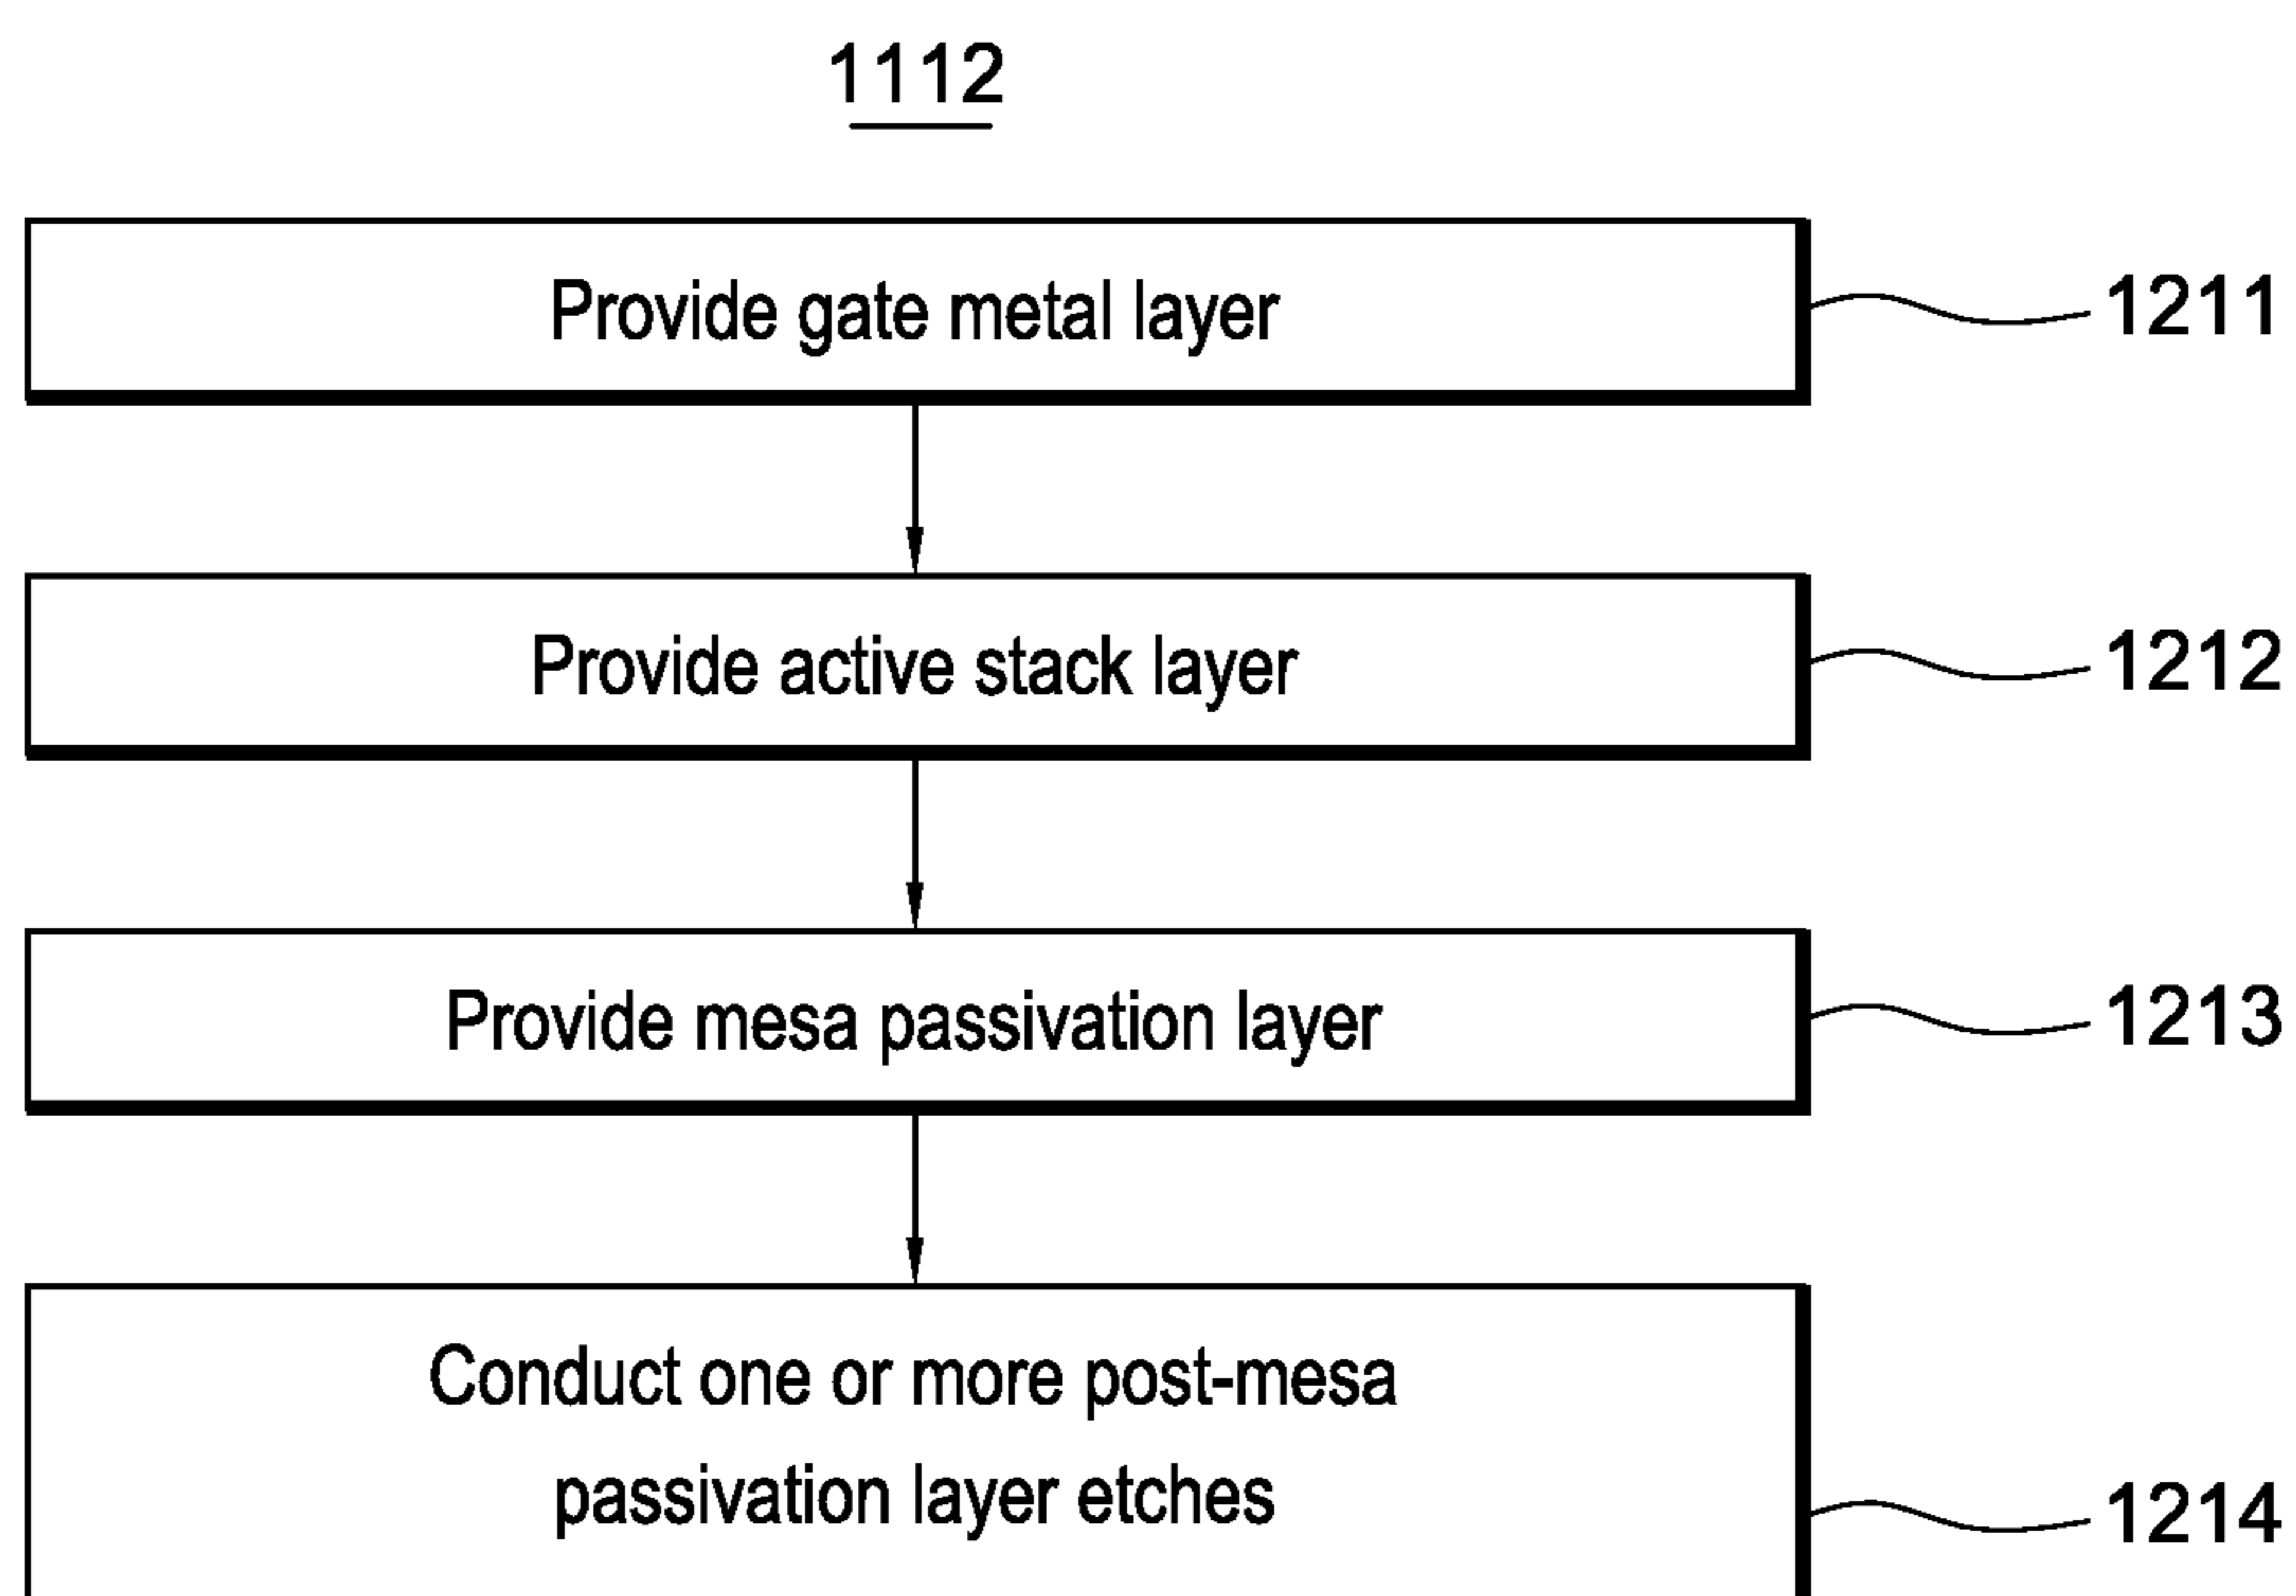 1112
Provide gate metal layer
1211
Provide active stack layer
1212
Provide mesa passivation layer
1213
Conduct one or more post-mesa
passivation layer etches
1214